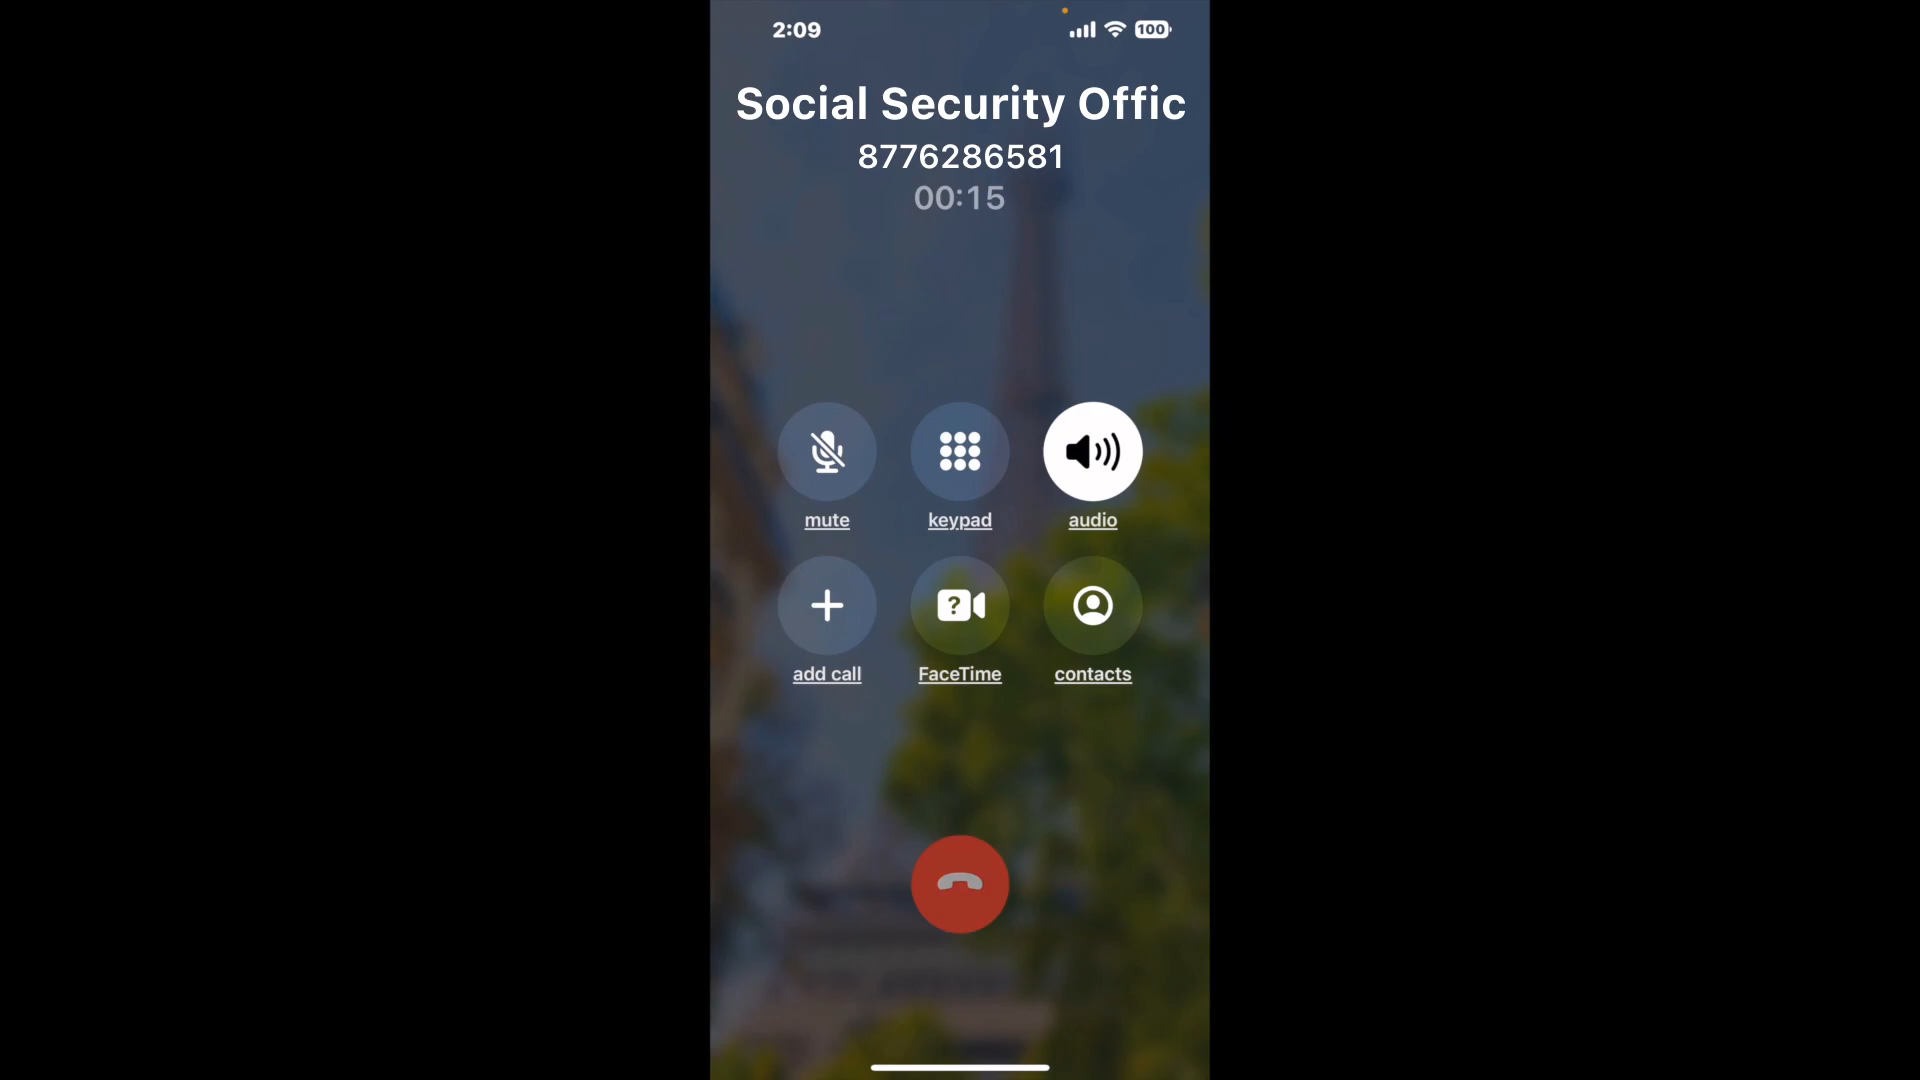 2:09
100
Social Security Offic
8776286581
00:15
mute
keypad
audio
?
add call
FaceTime
contacts